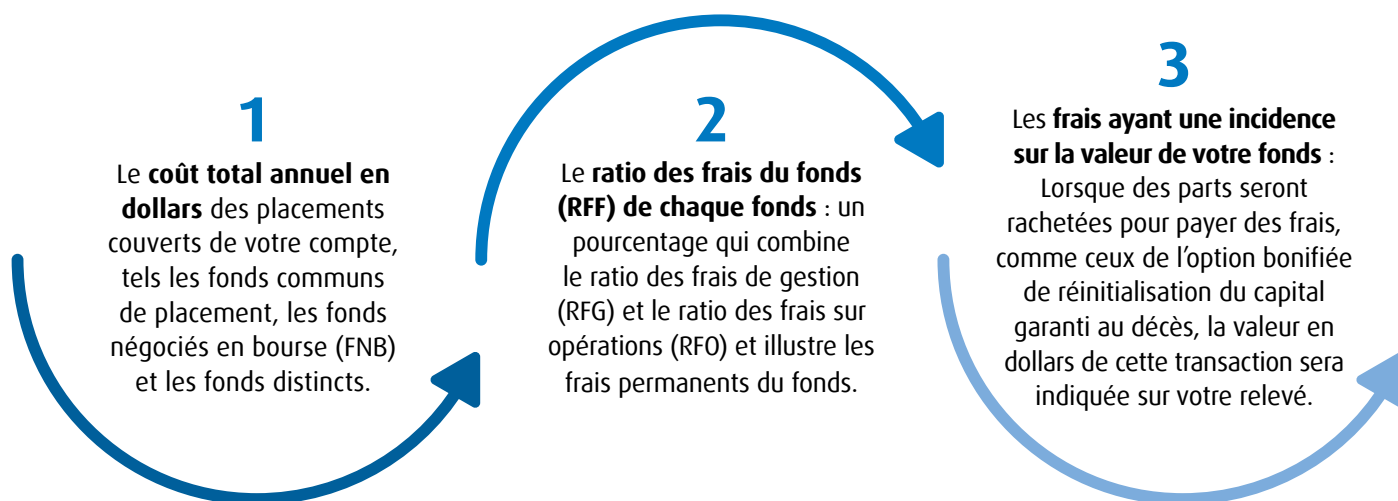 1
Le coût total annuel en
dollars des placements
couverts de votre compte,
tels les fonds communs
de placement, les fonds
négociés en bourse (FNB)
et les fonds distincts.
2
Le ratio des frais du fonds
(RFF) de chaque fonds : un
pourcentage qui combine
le ratio des frais de gestion
(RFG) et le ratio des frais sur
opérations (RFO) et illustre les
frais permanents du fonds.
3
Les frais ayant une incidence
sur la valeur de votre fonds :
Lorsque des parts seront
rachetées pour payer des frais,
comme ceux de l’option bonifiée
de réinitialisation du capital
garanti au décès, la valeur en
dollars de cette transaction sera
indiquée sur votre relevé.